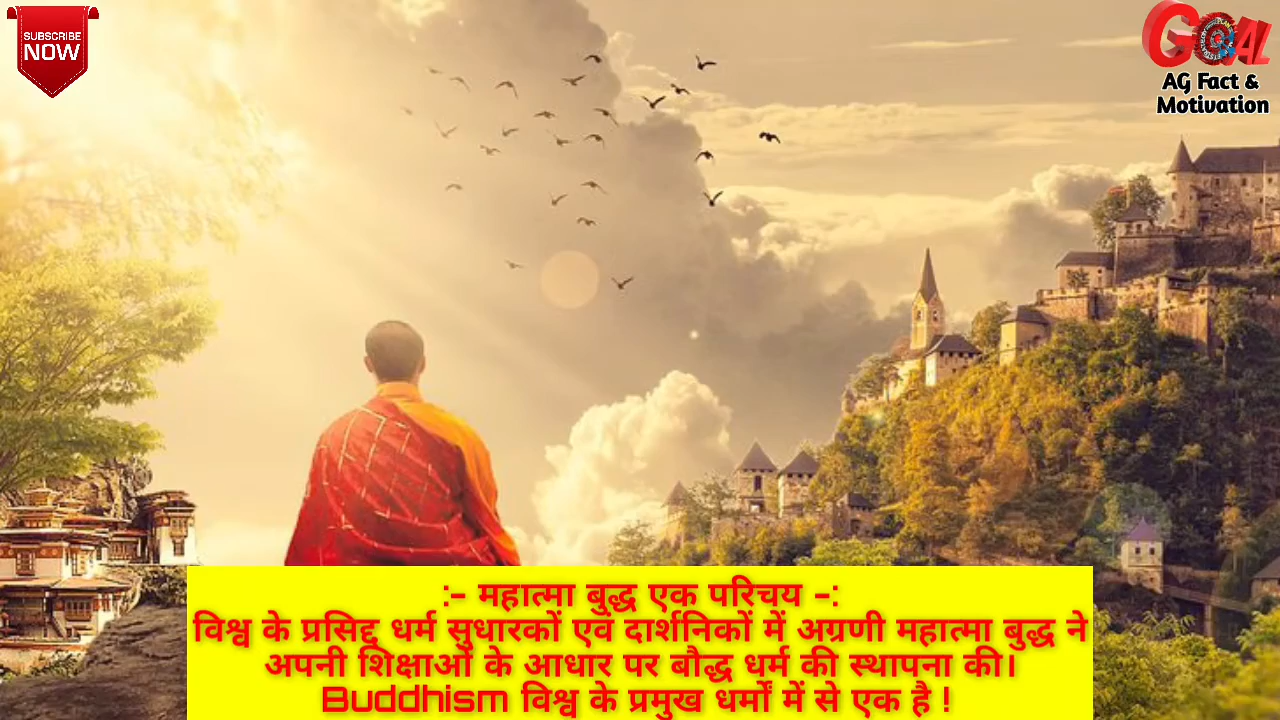 SUBSCRIBE
NOW
GOAL
AG Fact &
Motivation
:- महात्मा बुद्ध एक परिचय -:
विश्व के प्रसिद्द धर्म सुधारकों एवं दार्शनिकों में अग्रणी महात्मा बुद्ध ने
अपनी शिक्षाओं के आधार पर बौद्ध धर्म की स्थापना की।
Buddhism विश्व के प्रमुख धर्मों में से एक है !